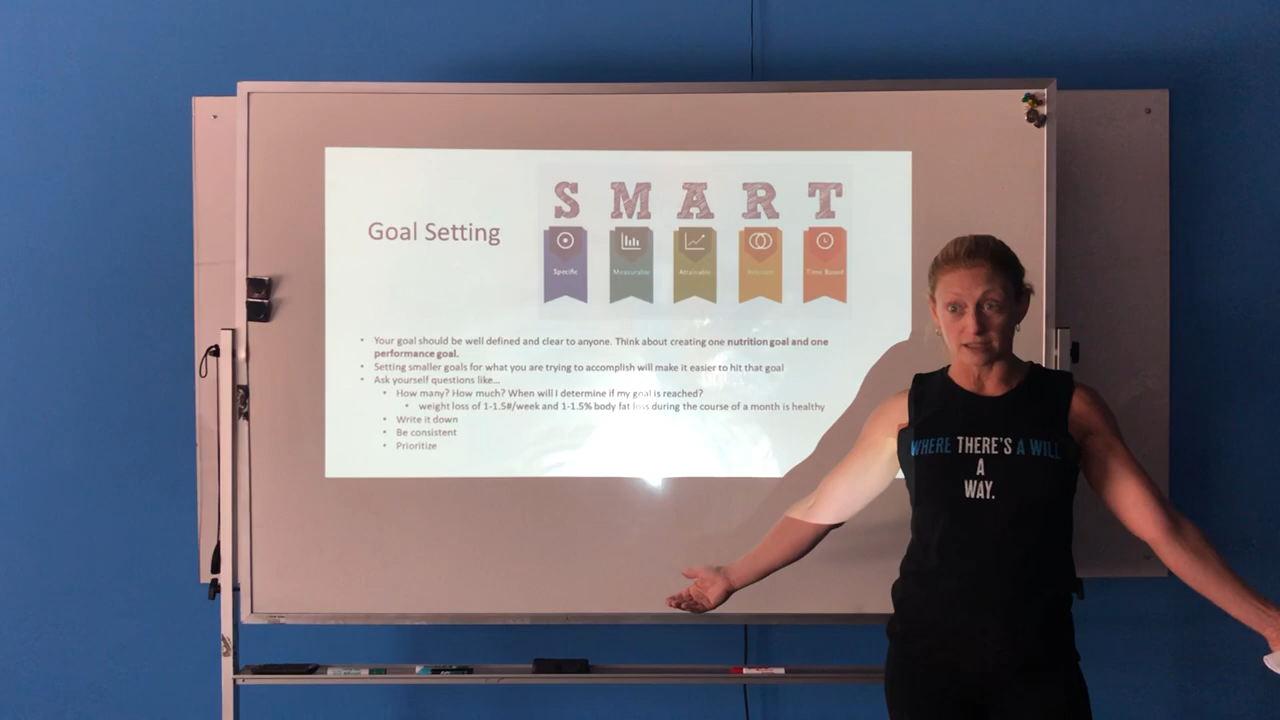 S M A R T
Goal Setting
Specific Measurable Attainable Relevant Time Based
• Your goal should be well defined and clear to anyone. Think about creating one nutrition goal and one
performance goal.
• Setting smaller goals for what you are trying to accomplish will make it easier to hit that goal
• Ask yourself questions like...
• How many? How much? When will I determine if my goal is reached?
• weight loss of 1-1.5#/week and 1-1.5% body fat loss during the course of a month is healthy
• Write it down
• Be consistent
• Prioritize
WHERE THERE'S A WILL
A
WAY.